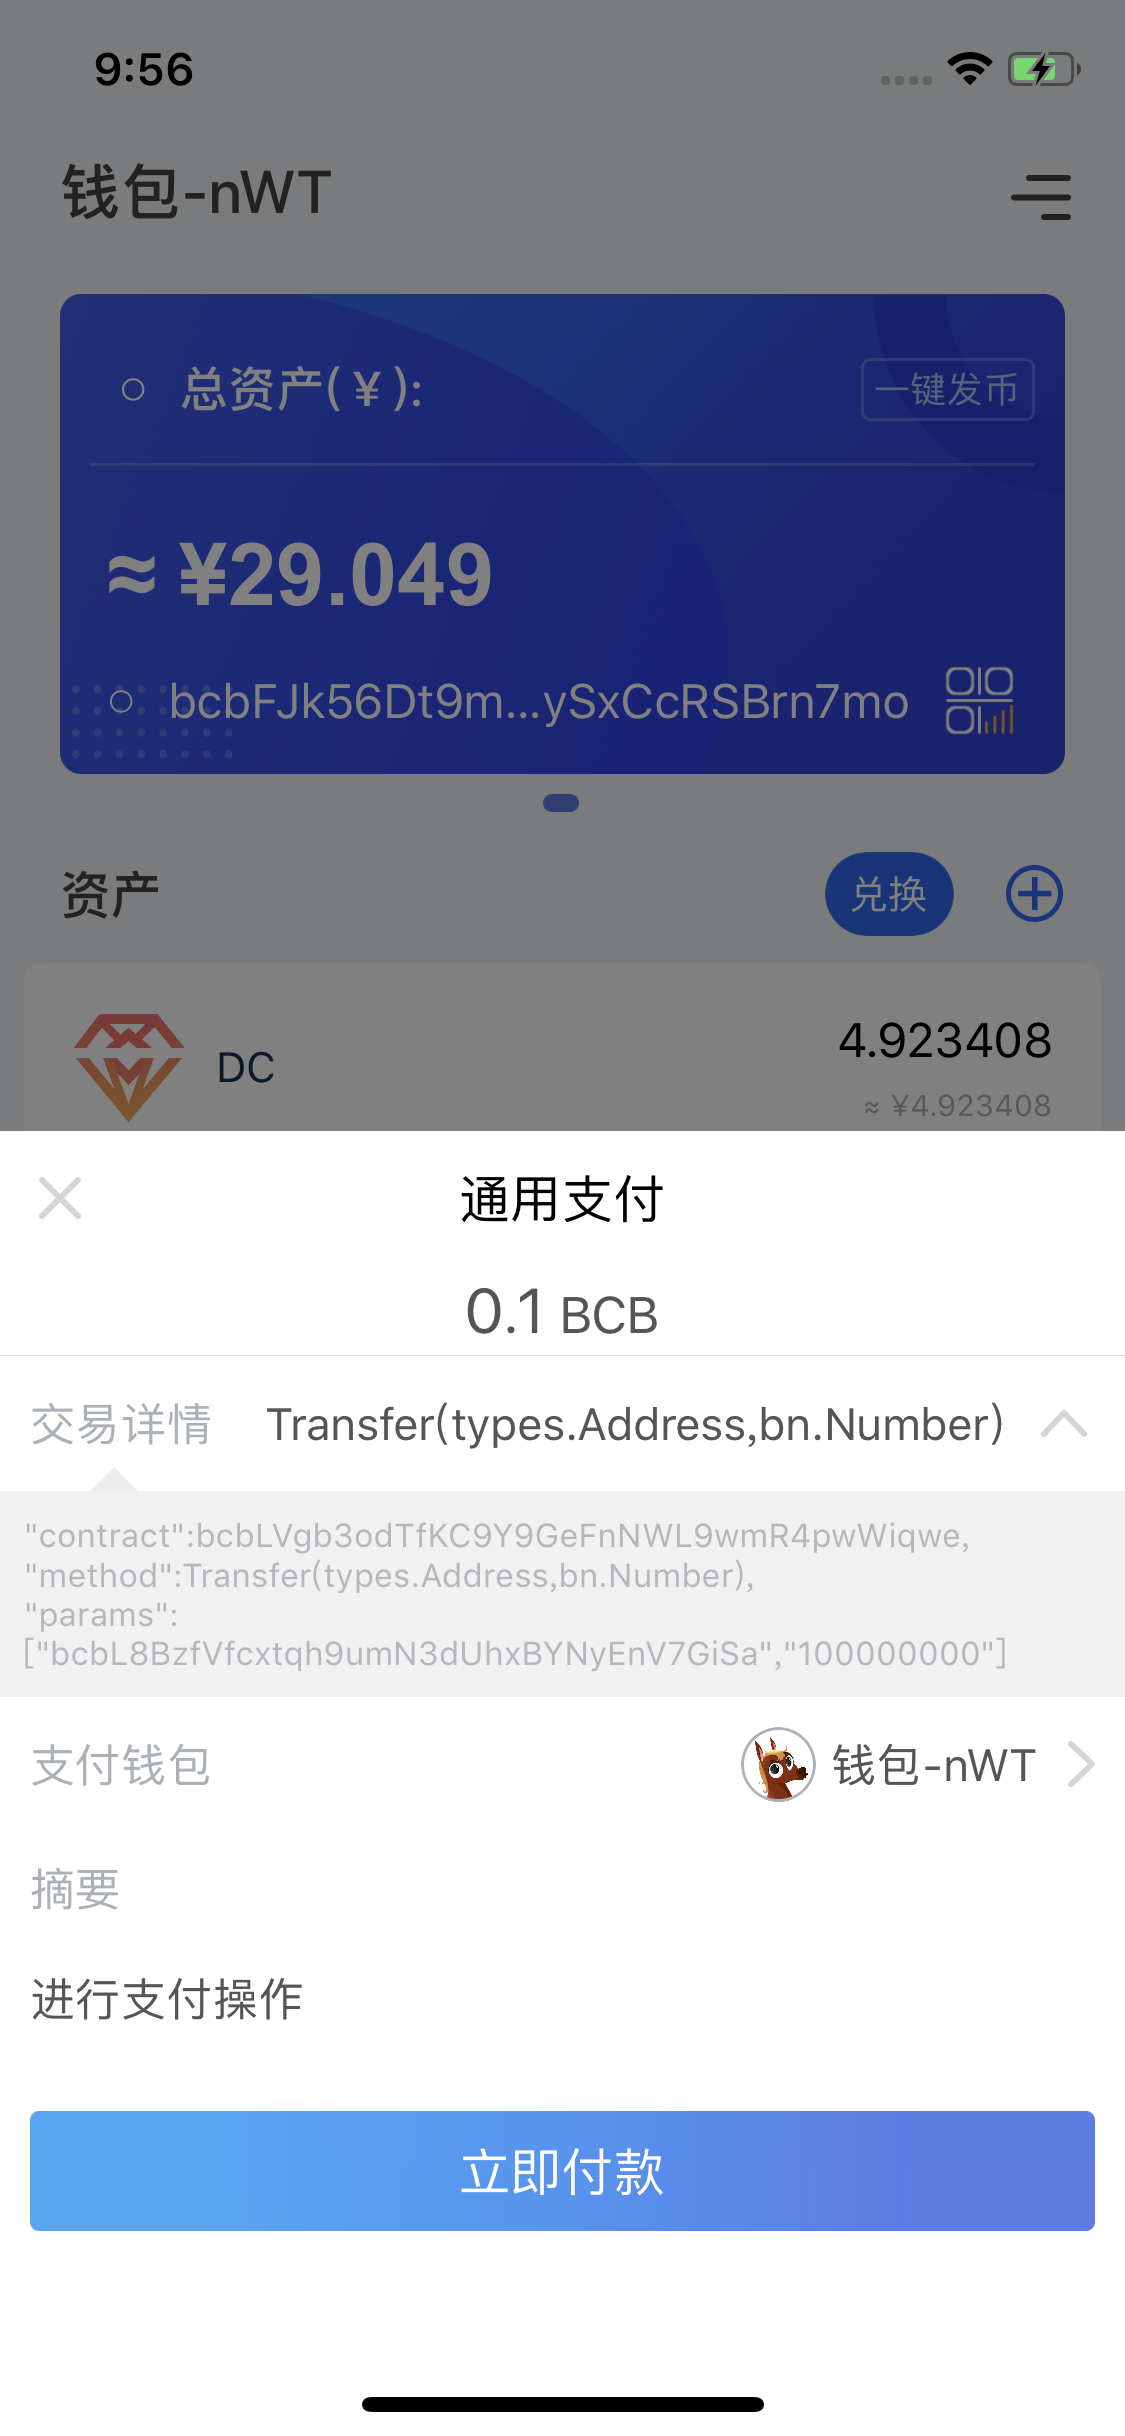 9:56
钱包-nWT
总资产(¥):
一键发币
≈ ¥29.049
bcbFJk56Dt9m...ySxCcRSBrn7mo
资产
兑换
DC
4.923408
≈ ¥4.923408
通用支付
0.1 BCB
交易详情
Transfer(types.Address,bn.Number)
"contract":bcbLVgb3odTfKC9Y9GeFnNWL9wmR4pwWiqwe,
"method":Transfer(types.Address,bn.Number),
"params":
["bcbL8BzfVfcxtqh9umN3dUhxBYNyEnV7GiSa","100000000"]
支付钱包
钱包-nWT
摘要
进行支付操作
立即付款